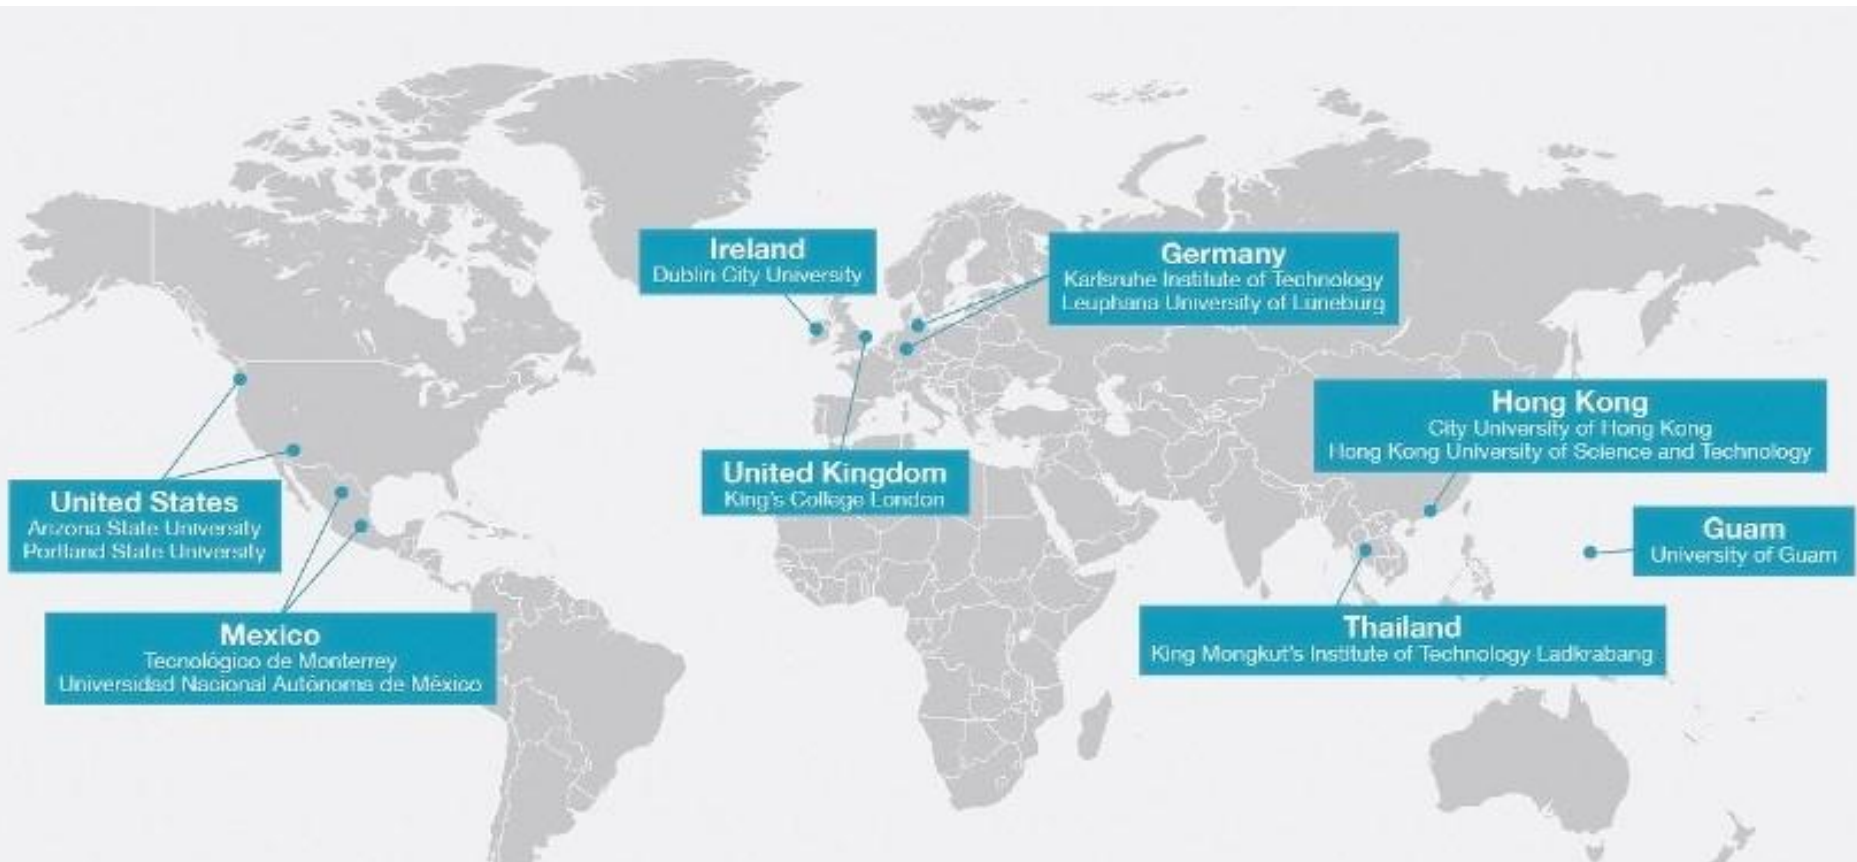 Ireland
Dublin City University
Germany
Karlsruhe Institute of Technology
Leuphana University of Lüneburg
United States
Arizona State University
Portland State University
United Kingdom
King's College London
Hong Kong
City University of Hong Kong
Hong Kong University of Science and Technology
Guam
University of Guam
Mexico
Tecnológico de Monterrey
Universidad Nacional Autónoma de México
Thailand
King Mongkut's Institute of Technology Ladkrabang